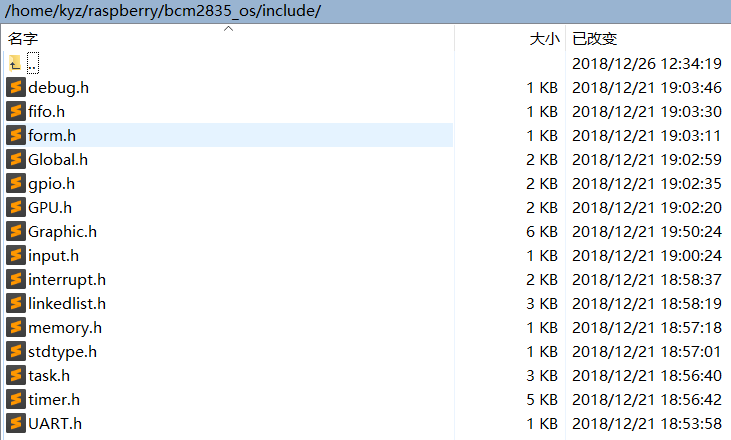 /home/kyz/raspberry/bcm2835_os/include/
名字 大小 已改变
.. 2018/12/26 12:34:19
debug.h 1 KB 2018/12/21 19:03:46
fifo.h 1 KB 2018/12/21 19:03:30
form.h 1 KB 2018/12/21 19:03:11
Global.h 2 KB 2018/12/21 19:02:59
gpio.h 2 KB 2018/12/21 19:02:35
GPU.h 2 KB 2018/12/21 19:02:20
Graphic.h 6 KB 2018/12/21 19:50:24
input.h 1 KB 2018/12/21 19:00:24
interrupt.h 2 KB 2018/12/21 18:58:37
linkedlist.h 3 KB 2018/12/21 18:58:19
memory.h 1 KB 2018/12/21 18:57:18
stdtype.h 1 KB 2018/12/21 18:57:01
task.h 3 KB 2018/12/21 18:56:40
timer.h 5 KB 2018/12/21 18:56:42
UART.h 1 KB 2018/12/21 18:53:58